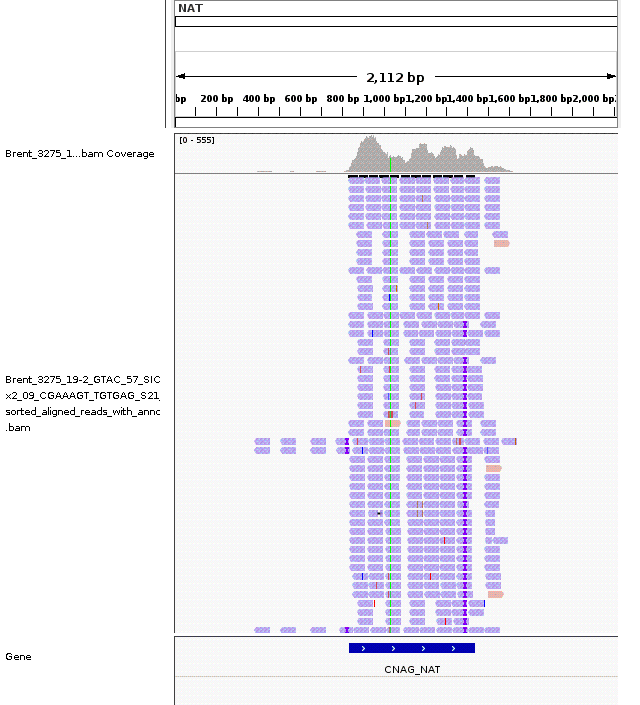 NAT
2,112 bp
bp 200 bp 400 bp 600 bp 800 bp 1,000 bp 1,200 bp 1,400 bp 1,600 bp 1,800 bp 2,000 bp
[0 - 555]
Brent_3275_1...bam Coverage
Brent_3275_19-2_GTAC_57_SIC
x2_09_CGAAAGT_TGTGAG_S21_
sorted_aligned_reads_with_annc
.bam
Gene
CNAG_NAT